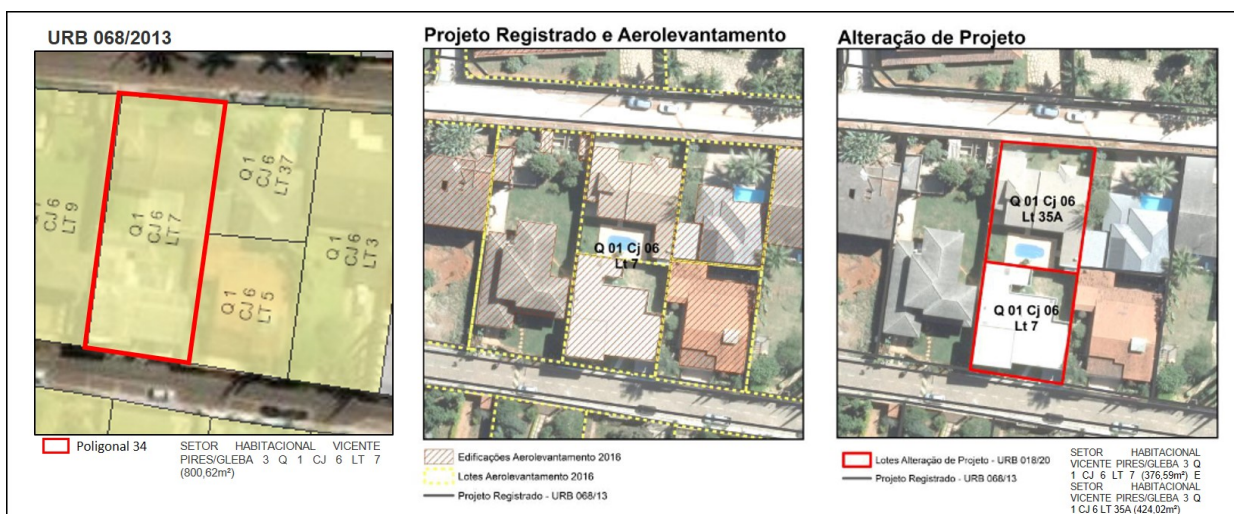 URB 068/2013
Q 1
CJ 6
LT 9
Q 1
CJ 6
LT 7
Q 1
CJ 6
LT 37
Q 1
CJ 6
LT 5
Q 1
CJ 6
LT 3
Poligonal 34
SETOR HABITACIONAL VICENTE
PIRES/GLEBA 3 Q 1 CJ 6 LT 7
(800,62m²)
Projeto Registrado e Aerolevantamento
Q 01 Cj 06
Lt 7
Edificações Aerolevantamento 2016
Lotes Aerolevantamento 2016
Projeto Registrado - URB 068/13
Alteração de Projeto
Q 01 Cj 06
Lt 35A
Q 01 Cj 06
Lt 7
Lotes Alteração de Projeto - URB 018/20
Projeto Registrado - URB 068/13
SETOR HABITACIONAL
VICENTE PIRES/GLEBA 3 Q
1 CJ 6 LT 7 (376,59m²) E
SETOR HABITACIONAL
VICENTE PIRES/GLEBA 3 Q
1 CJ 6 LT 35A (424,02m²)